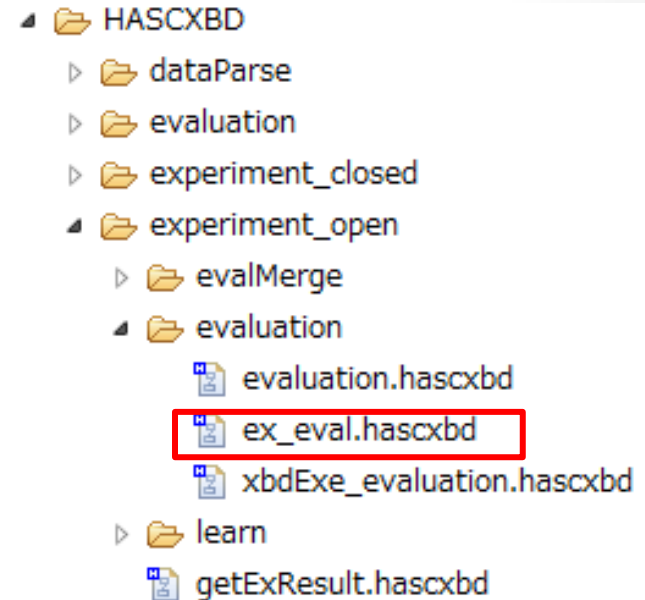 HASCXBD
dataParse
evaluation
experiment_closed
experiment_open
evalMerge
evaluation
evaluation.hascxbd
ex_eval.hascxbd
xbdExe_evaluation.hascxbd
learn
getExResult.hascxbd